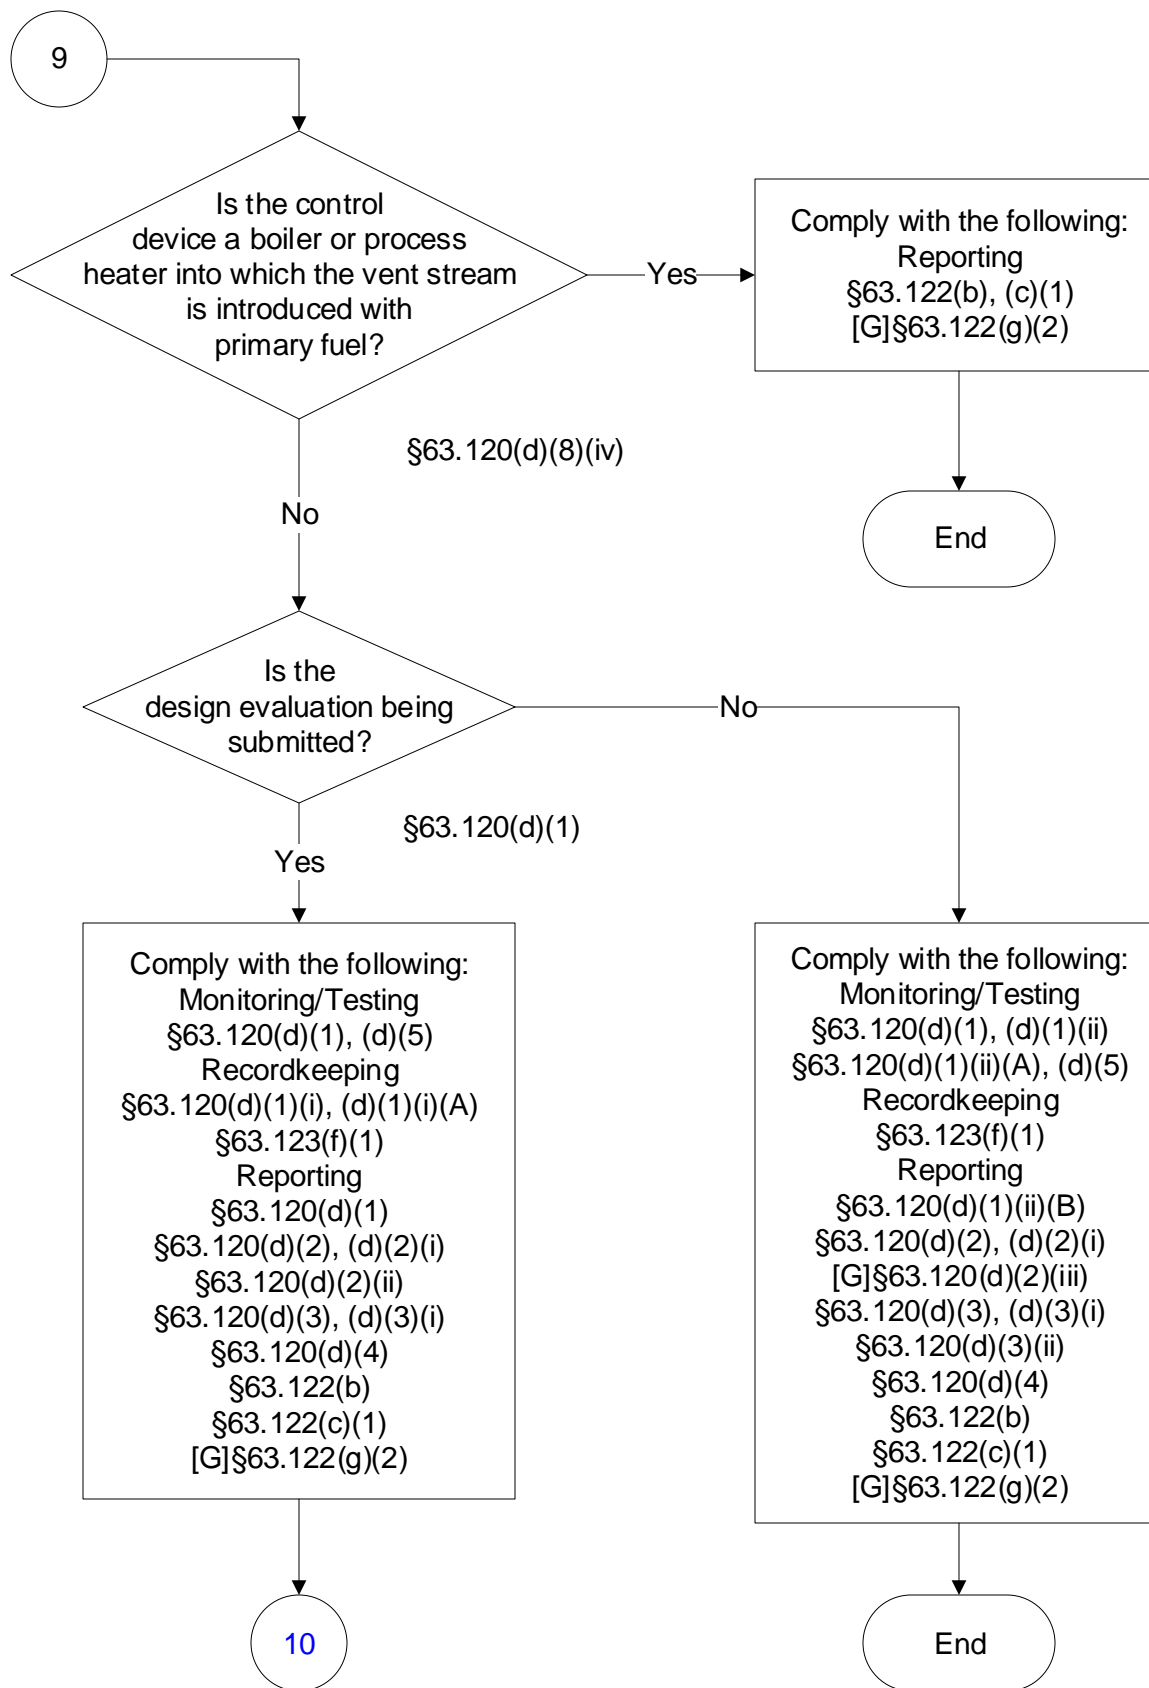 9
Is the control
device a boiler or process
heater into which the vent stream
is introduced with
primary fuel?
Yes
Comply with the following:
Reporting
§63.122(b), (c)(1)
[G]§63.122(g)(2)
§63.120(d)(8)(iv)
No
End
Is the
design evaluation being
submitted?
No
§63.120(d)(1)
Yes
Comply with the following:
Monitoring/Testing
§63.120(d)(1), (d)(5)
Recordkeeping
§63.120(d)(1)(i), (d)(1)(i)(A)
§63.123(f)(1)
Reporting
§63.120(d)(1)
§63.120(d)(2), (d)(2)(i)
§63.120(d)(2)(ii)
§63.120(d)(3), (d)(3)(i)
§63.120(d)(4)
§63.122(b)
§63.122(c)(1)
[G]§63.122(g)(2)
Comply with the following:
Monitoring/Testing
§63.120(d)(1), (d)(1)(ii)
§63.120(d)(1)(ii)(A), (d)(5)
Recordkeeping
§63.123(f)(1)
Reporting
§63.120(d)(1)(ii)(B)
§63.120(d)(2), (d)(2)(i)
[G]§63.120(d)(2)(iii)
§63.120(d)(3), (d)(3)(i)
§63.120(d)(3)(ii)
§63.120(d)(4)
§63.122(b)
§63.122(c)(1)
[G]§63.122(g)(2)
10
End